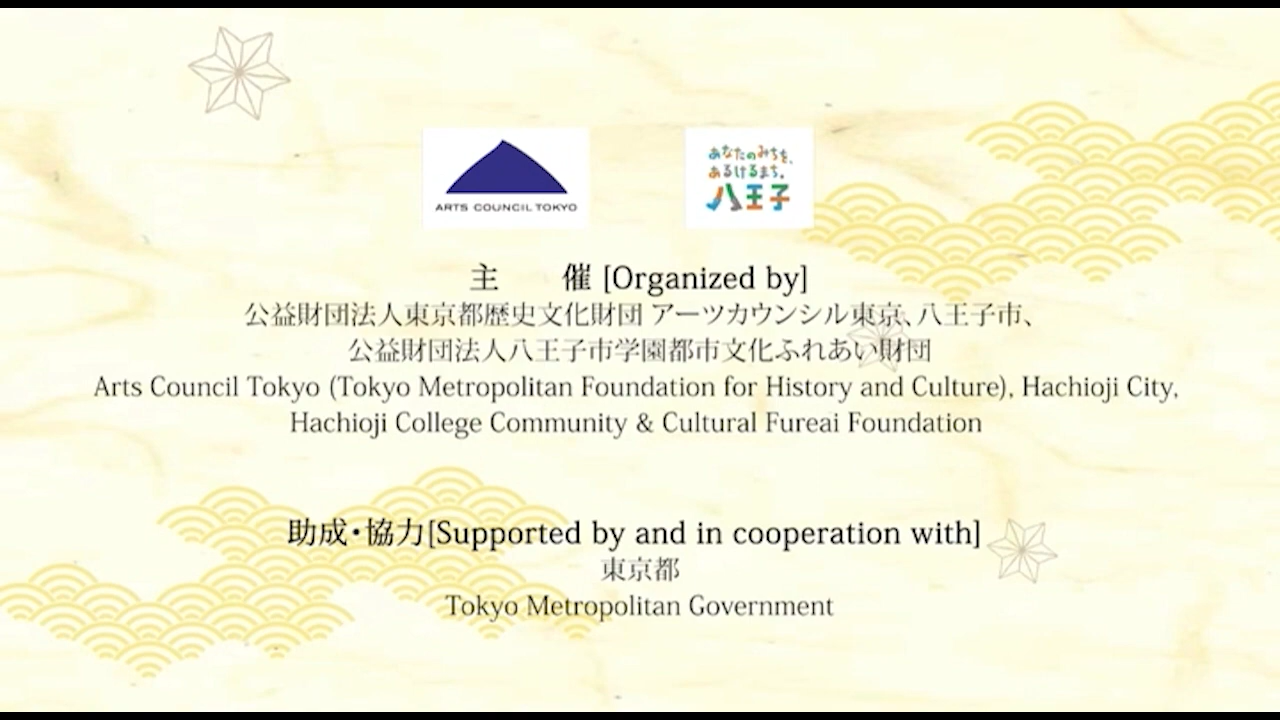 ARTS COUNCIL TOKYO
あなたのみちを、
あるけるまち。
八王子
主　　催 [Organized by]
公益財団法人東京都歴史文化財団 アーツカウンシル東京、八王子市、
公益財団法人八王子市学園都市文化ふれあい財団
Arts Council Tokyo (Tokyo Metropolitan Foundation for History and Culture), Hachioji City,
Hachioji College Community & Cultural Fureai Foundation
助成・協力[Supported by and in cooperation with]
東京都
Tokyo Metropolitan Government